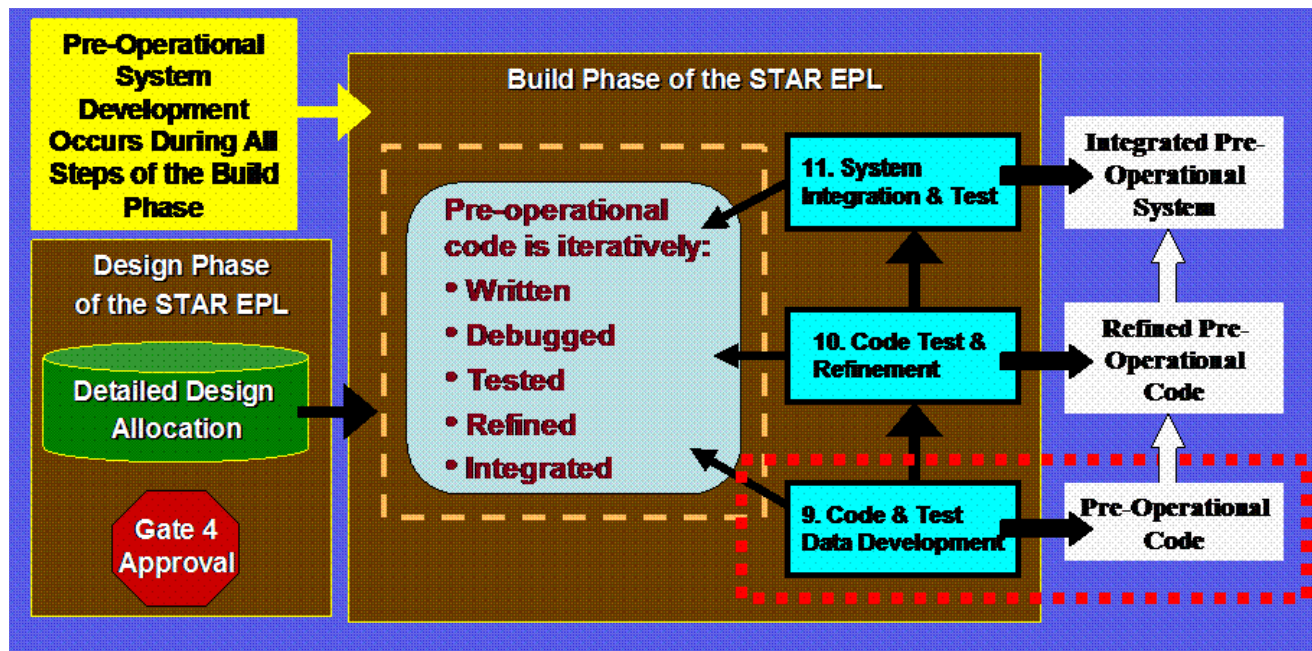 Pre-Operational
System
Development
Occurs During All
Steps of the Build
Phase
Design Phase
of the STAR EPL
Detailed Design
Allocation
Gate 4
Approval
Build Phase of the STAR EPL
Pre-operational
code is iteratively:
• Written
• Debugged
• Tested
• Refined
• Integrated
11. System
Integration & Test
10. Code Test &
Refinement
9. Code & Test
Data Development
Integrated Pre-
Operational
System
Refined Pre-
Operational
Code
Pre-Operational
Code